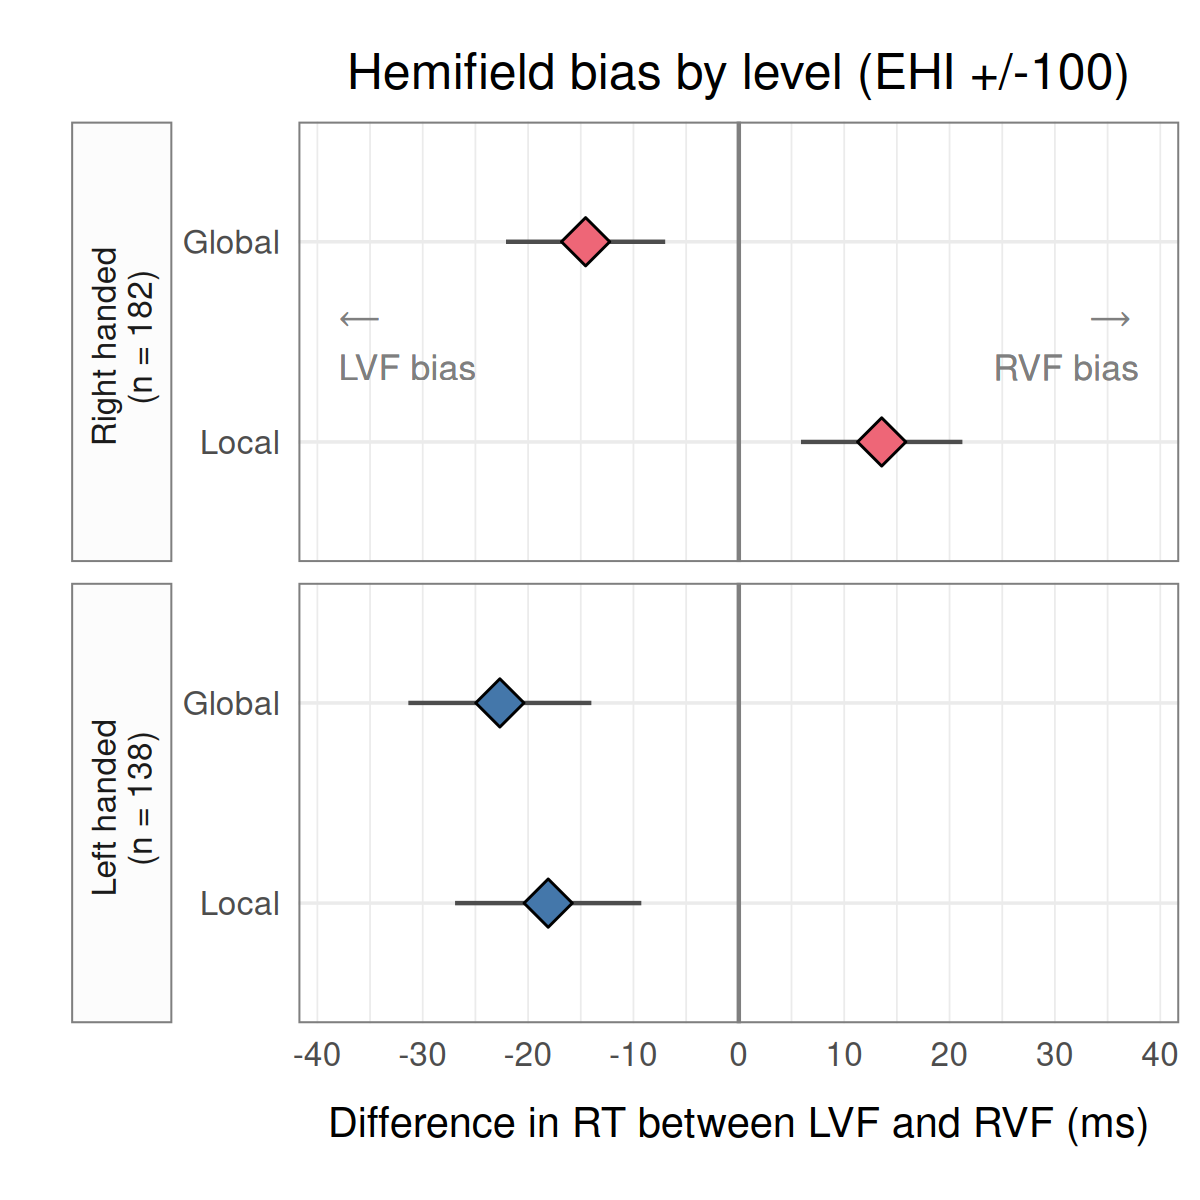 Hemifield bias by level (EHI +/-100)
Right handed
(n = 182)
Global
←
→
LVF bias
RVF bias
Local
Left handed
(n = 138)
Global
Local
-40 -30 -20 -10 0 10 20 30 40
Difference in RT between LVF and RVF (ms)